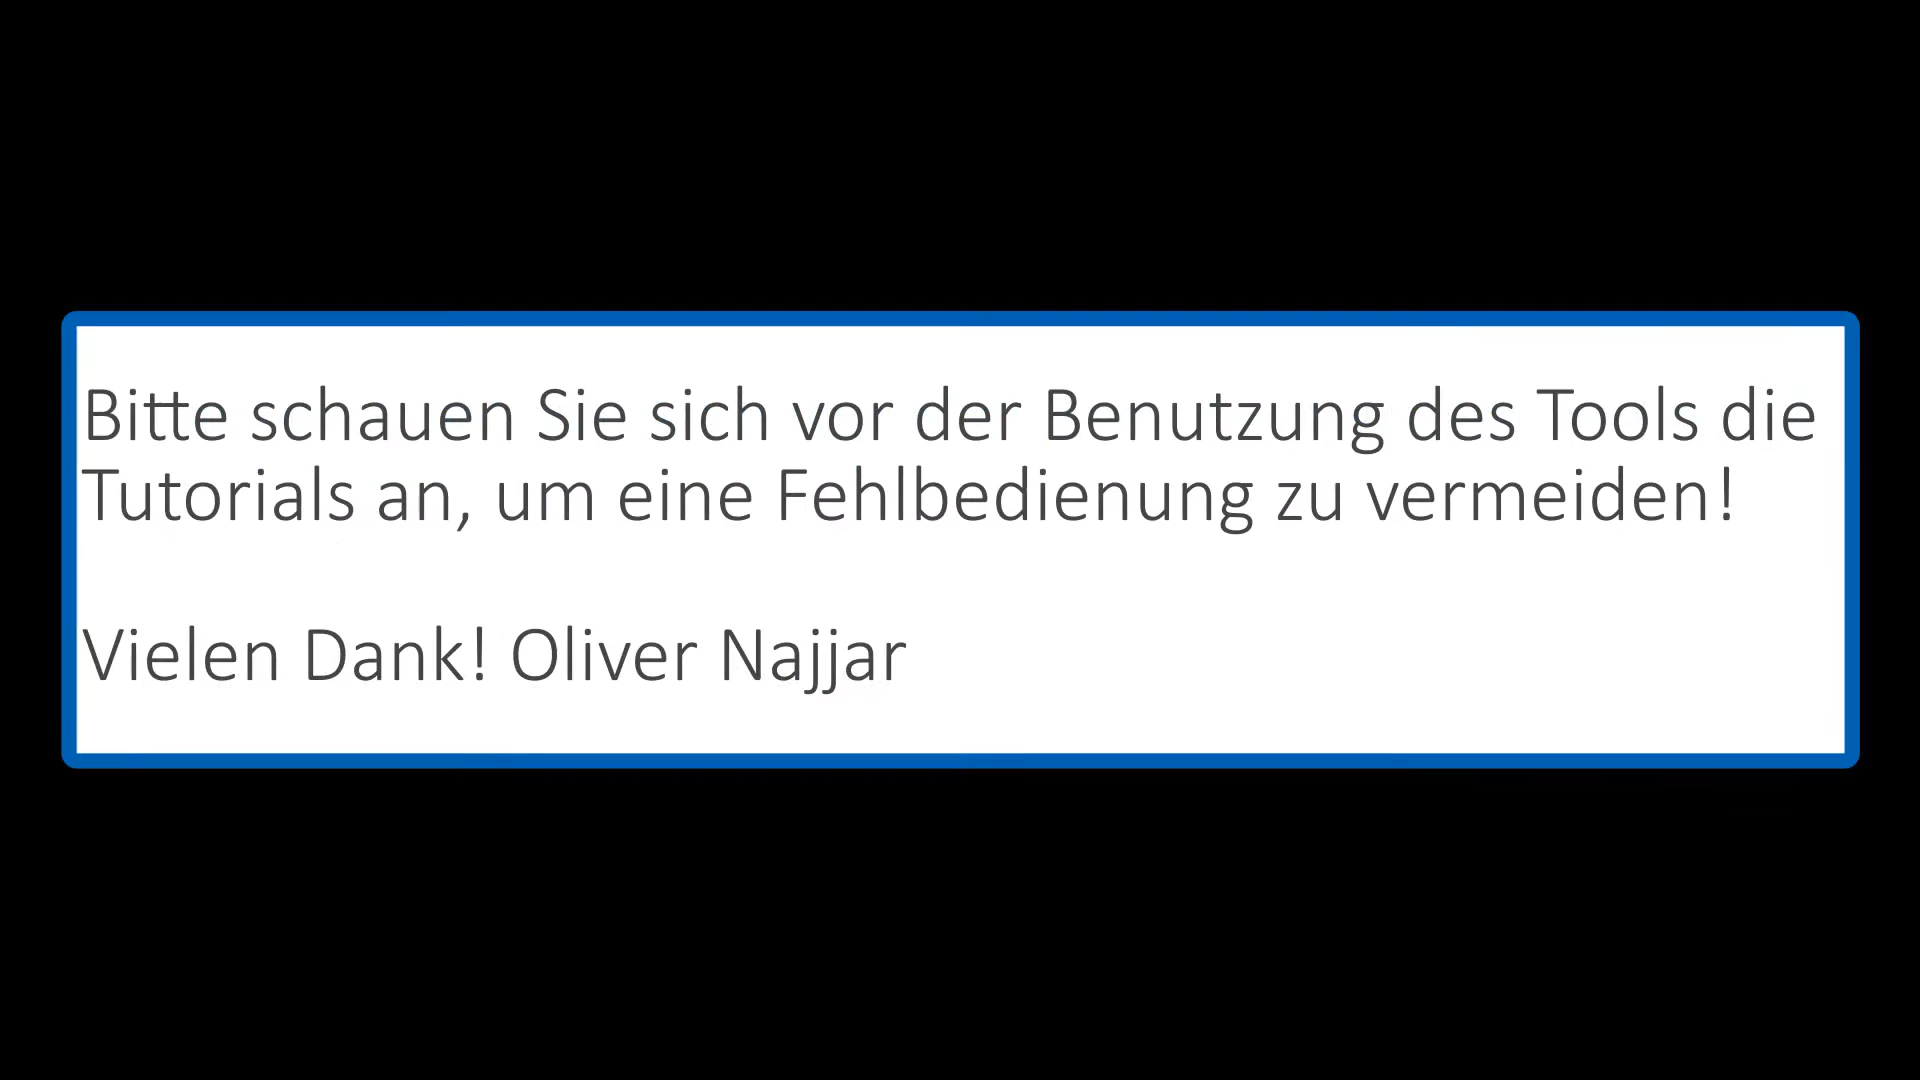 Bitte schauen Sie sich vor der Benutzung des Tools die
Tutorials an, um eine Fehlbedienung zu vermeiden!
Vielen Dank! Oliver Najjar